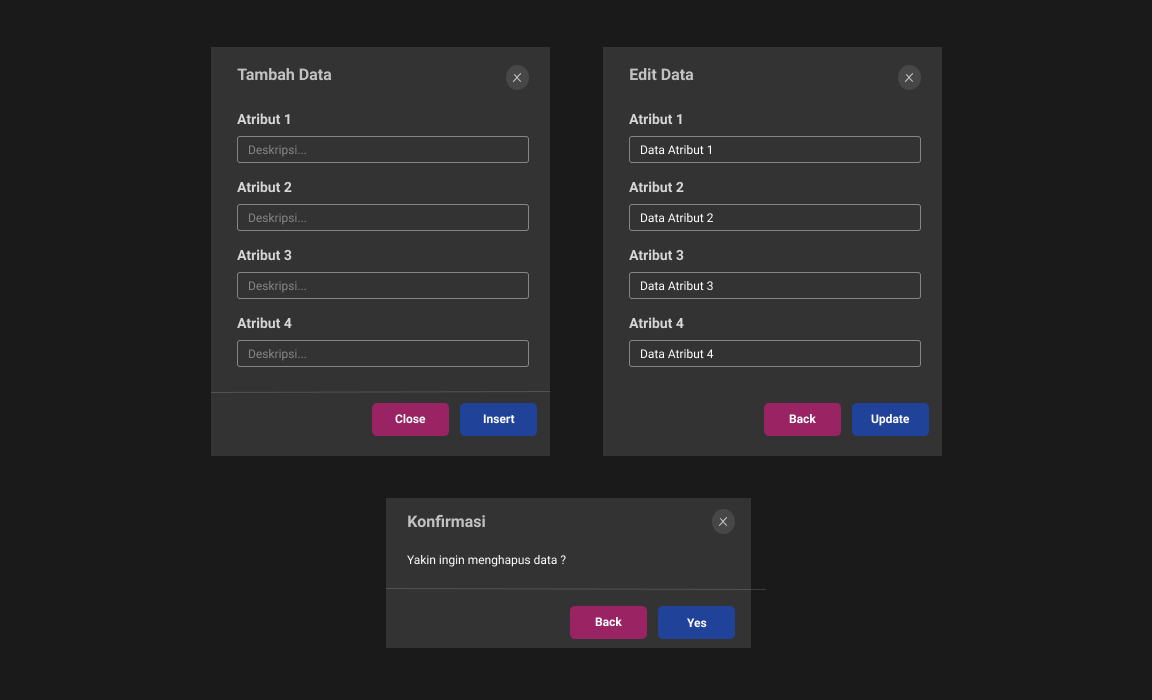 Tambah Data
Atribut 1
Deskripsi...
Atribut 2
Deskripsi...
Atribut 3
Deskripsi...
Atribut 4
Deskripsi...
Close Insert
Edit Data
Atribut 1
Data Atribut 1
Atribut 2
Data Atribut 2
Atribut 3
Data Atribut 3
Atribut 4
Data Atribut 4
Back Update
Konfirmasi
Yakin ingin menghapus data ?
Back Yes